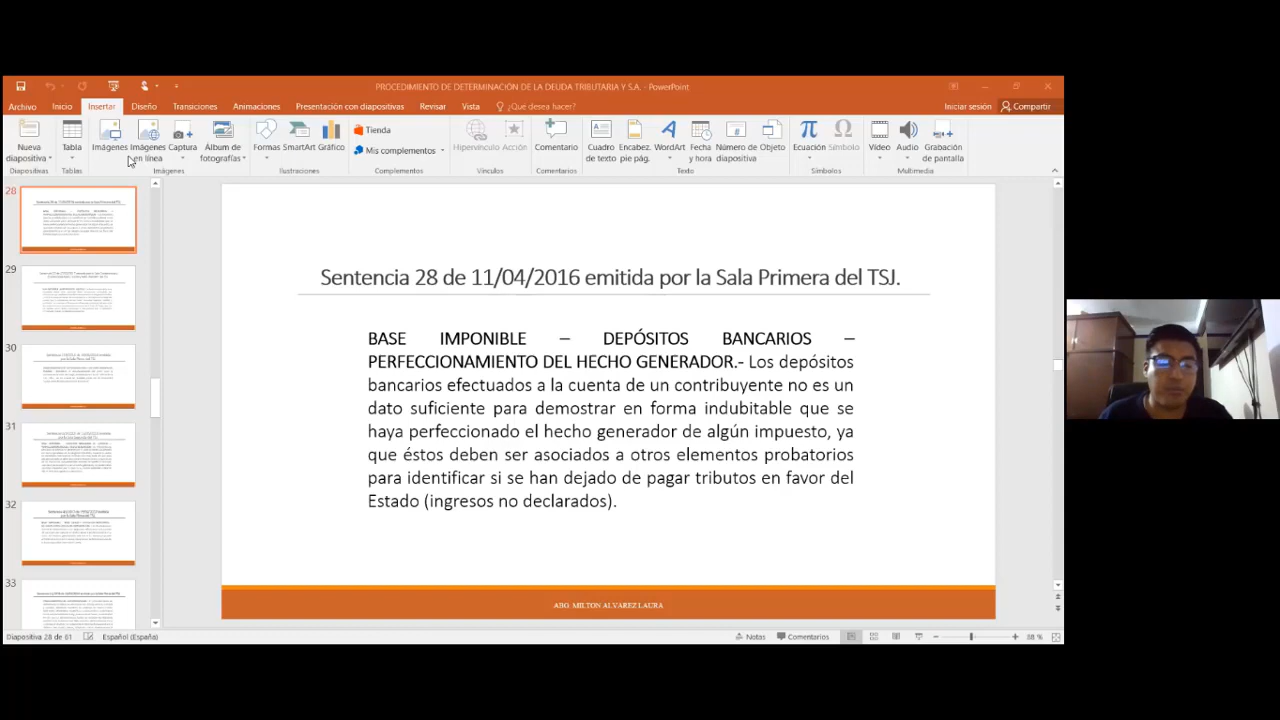 PROCEDIMIENTO DE DETERMINACIÓN DE LA DEUDA TRIBUTARIA Y S.A. - PowerPoint
Archivo Inicio Insertar Diseño Transiciones Animaciones Presentación con diapositivas Revisar Vista ¿Qué desea hacer? Iniciar sesión Compartir
Nueva diapositiva
Tabla
Imágenes
Imágenes en línea
Captura
Álbum de fotografías
Formas
SmartArt
Gráfico
Tienda
Mis complementos
Hipervínculo
Acción
Comentario
Cuadro de texto
Encabez. pie pág.
WordArt
Fecha y hora
Número de diapositiva
Objeto
Ecuación
Símbolo
Vídeo
Audio
Grabación de pantalla
Diapositivas Tablas Imágenes Ilustraciones Complementos Vínculos Comentarios Texto Símbolos Multimedia
28
29
30
31
32
33
Sentencia 28 de 11/04/2016 emitida por la Sala Primera del TSJ.
BASE IMPONIBLE – DEPÓSITOS BANCARIOS –
PERFECCIONAMIENTO DEL HECHO GENERADOR.- Los depósitos
bancarios efectuados a la cuenta de un contribuyente no es un
dato suficiente para demostrar en forma indubitable que se
haya perfeccionado el hecho generador de algún impuesto, ya
que éstos deben ser asociados a otros elementos probatorios
para identificar si se han dejado de pagar tributos en favor del
Estado (ingresos no declarados).
ABG. MILTON ALVAREZ LAURA
Diapositiva 28 de 61 Español (España) Notas Comentarios 38 %